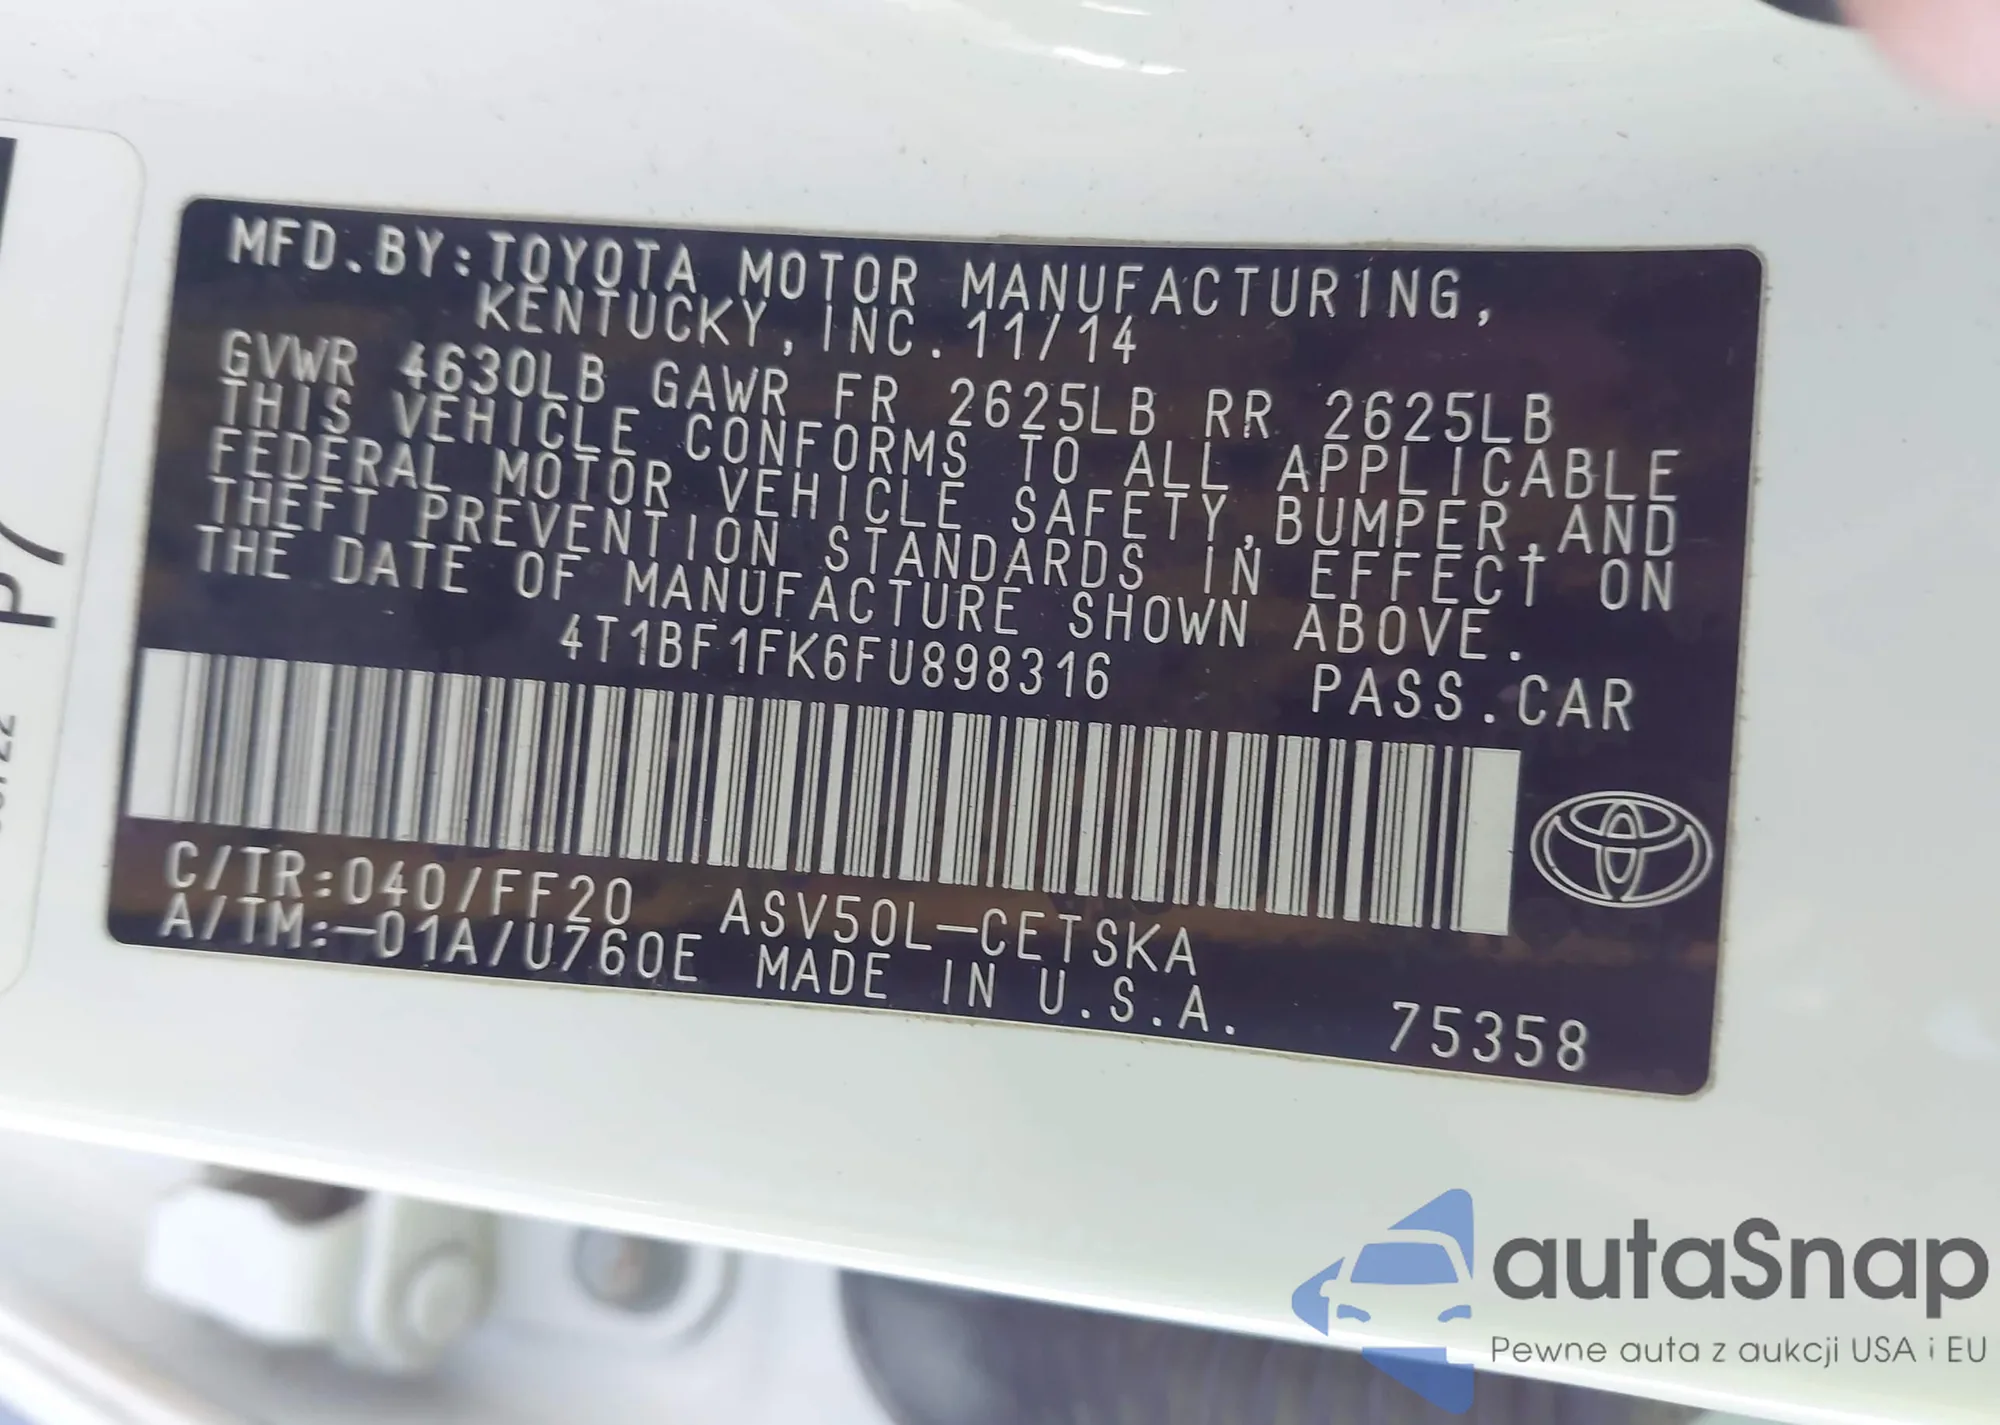 MFD.BY:TOYOTA MOTOR MANUFACTURING,
KENTUCKY, INC. 11/14
GVWR 4630LB GAWR FR 2625LB RR 2625LB
THIS VEHICLE CONFORMS TO ALL APPLICABLE
FEDERAL MOTOR VEHICLE SAFETY, BUMPER, AND
THEFT PREVENTION STANDARDS IN EFFECT ON
THE DATE OF MANUFACTURE SHOWN ABOVE.
4T1BF1FK6FU898316 PASS.CAR
C/TR:040/FF20 ASV50L-CETSKA
A/TM:-01A/U760E MADE IN U.S.A. 75358
P7
autaSnap
Pewne auta z aukcji USA i EU